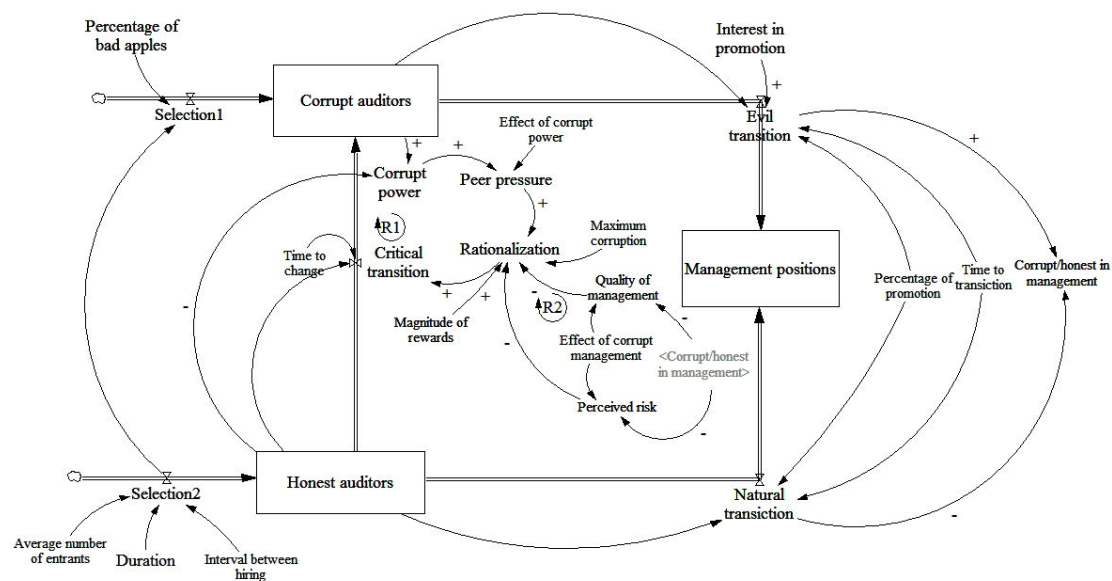 Percentage of
bad apples
Interest in
promotion
Corrupt auditors
Selection1
+
Evil
transition
Effect of corrupt
power
+
+
+
Corrupt
power
Peer pressure
+
R1
Maximum
corruption
Time to
change
Critical
transition
Rationalization
Management positions
Corrupt/honest in
management
Percentage of
promotion
Time to
transiction
Quality of
management
-
+
+
-
R2
-
Magnitude of
rewards
-
Effect of corrupt
management
<Corrupt/honest
in management>
Perceived risk
-
Honest auditors
Selection2
Natural
transiction
-
Average number
of entrants
Duration
Interval between
hiring